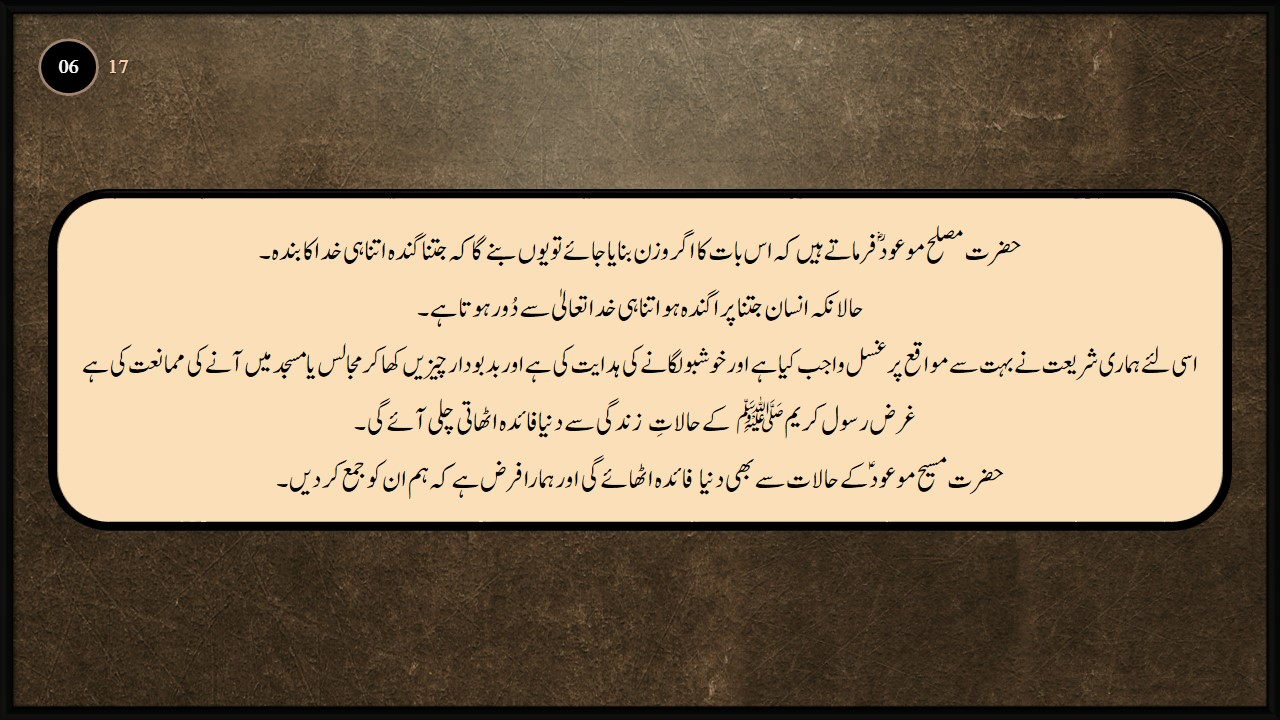 06 17
حضرت مصلح موعودؓ فرماتے ہیں کہ اس بات کا اگر وزن بنایا جائے تو یوں بنے گا کہ جتنا گندہ اتنا ہی خدا کا بندہ۔
حالانکہ انسان جتنا پراگندہ ہو اتنا ہی خدا تعالیٰ سے دُور ہوتا ہے۔
اسی لئے ہماری شریعت نے بہت سے مواقع پر غسل واجب کیا ہے اور خوشبو لگانے کی ہدایت کی ہے اور بدبودار چیزیں کھا کر مجالس یا مسجد میں آنے کی ممانعت کی ہے
غرض رسول کریم ﷺ کے حالاتِ زندگی سے دنیا فائدہ اٹھاتی چلی آئے گی۔
حضرت مسیح موعودؑ کے حالات سے بھی دنیا فائدہ اٹھائے گی اور ہمارا فرض ہے کہ ہم ان کو جمع کر دیں۔